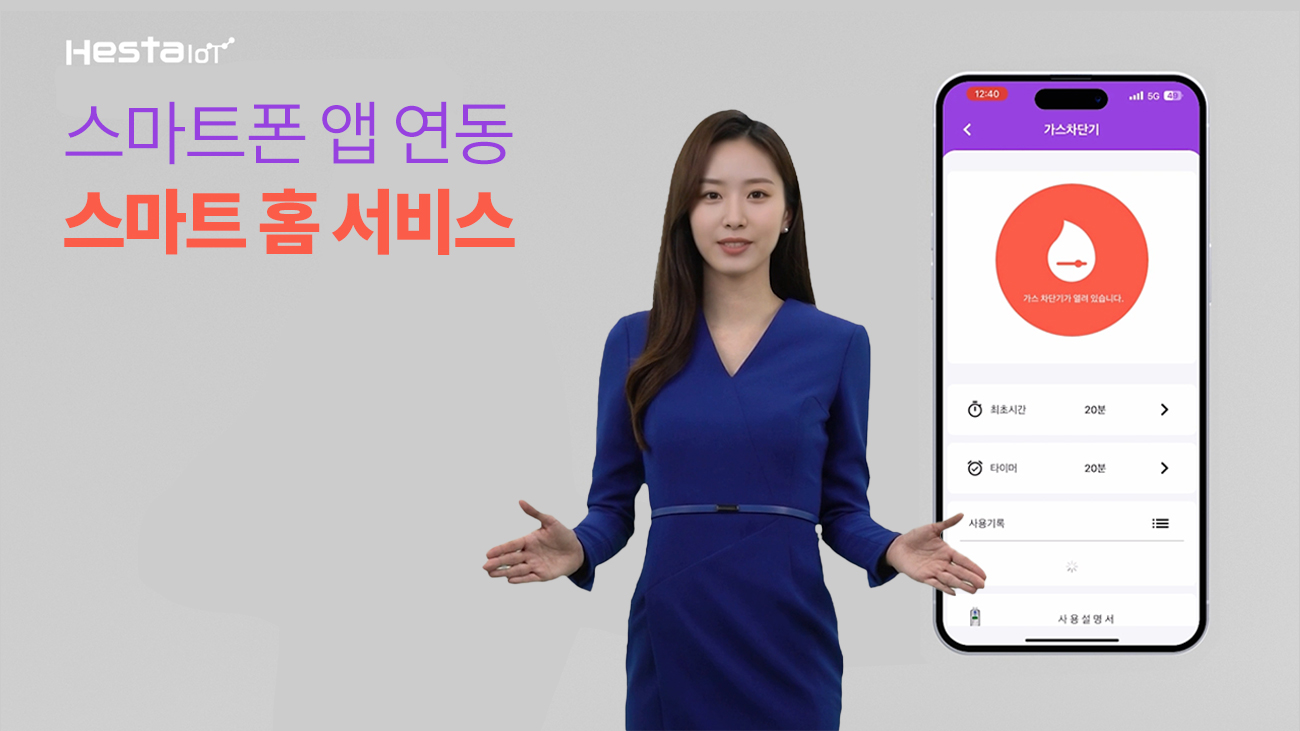 Hesta IoT
스마트폰 앱 연동
스마트 홈 서비스
12:40
5G 49
가스차단기
가스 차단기가 열려 있습니다.
최초시간 20분
타이머 20분
사용기록
사용설명서